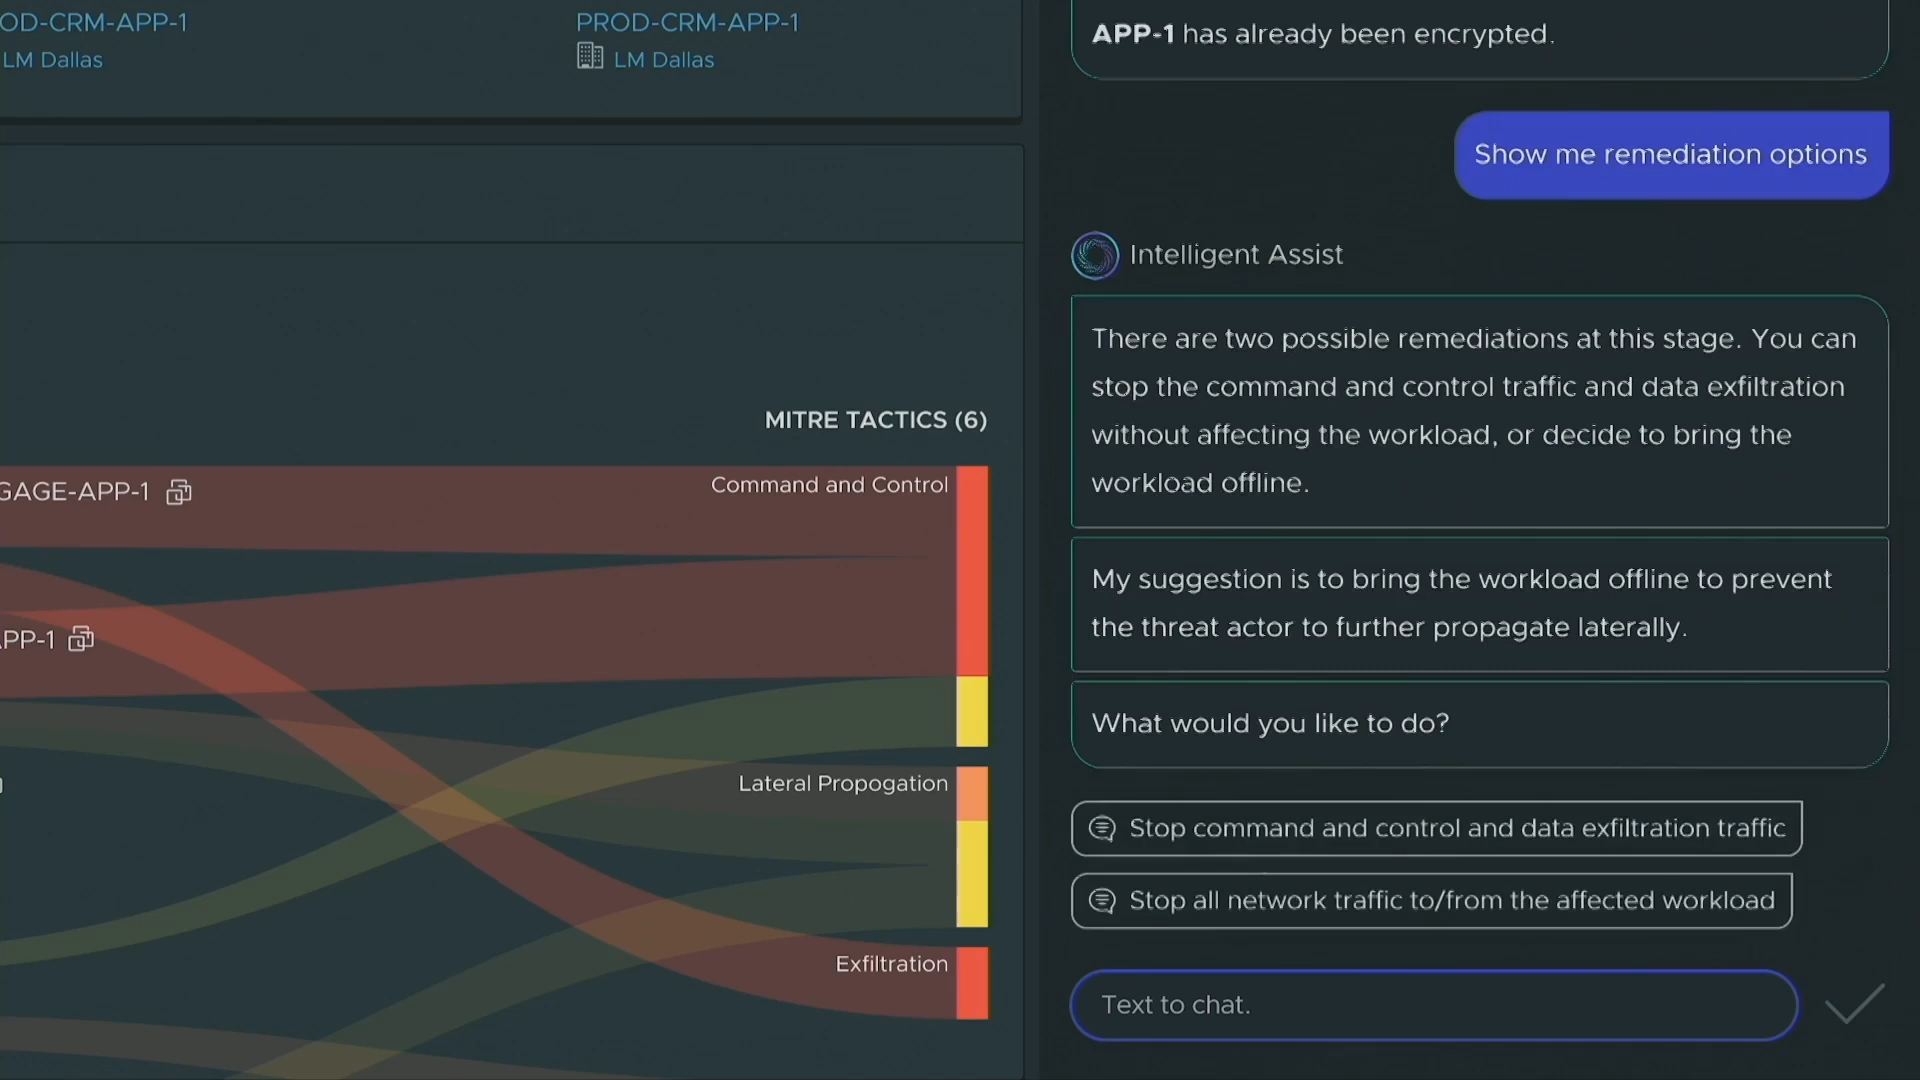 OD-CRM-APP-1
LM Dallas
PROD-CRM-APP-1
LM Dallas
MITRE TACTICS (6)
GAGE-APP-1
Command and Control
PP-1
Lateral Propogation
Exfiltration
APP-1 has already been encrypted.
Show me remediation options
Intelligent Assist
There are two possible remediations at this stage. You can
stop the command and control traffic and data exfiltration
without affecting the workload, or decide to bring the
workload offline.
My suggestion is to bring the workload offline to prevent
the threat actor to further propagate laterally.
What would you like to do?
Stop command and control and data exfiltration traffic
Stop all network traffic to/from the affected workload
Text to chat.